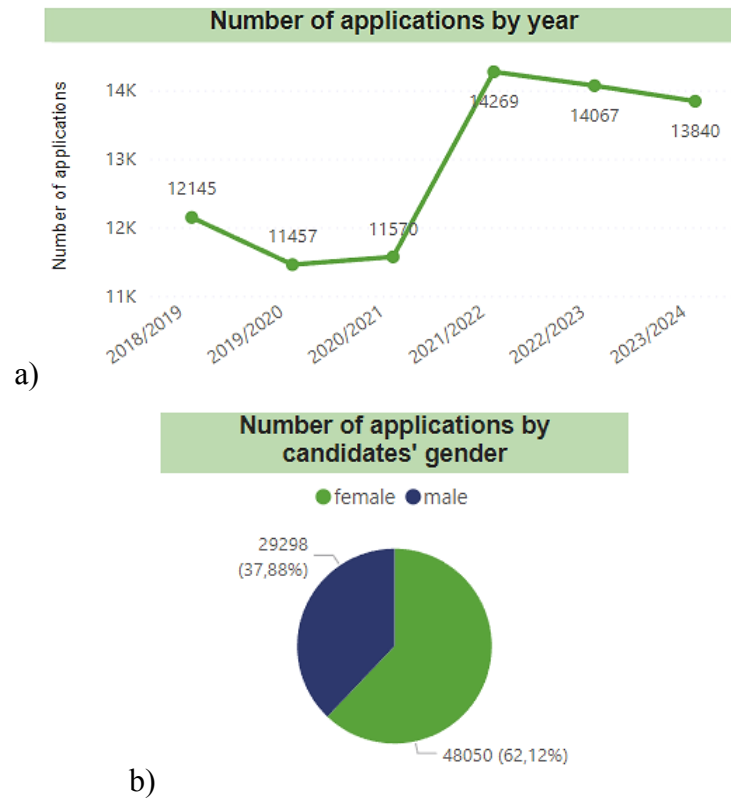 Number of applications by year
Number of applications
14K
13K
12K
11K
12145
11457
11570
14269
14067
13840
2018/2019
2019/2020
2020/2021
2021/2022
2022/2023
2023/2024
a)
Number of applications by
candidates' gender
female male
29298
(37,88%)
48050 (62,12%)
b)